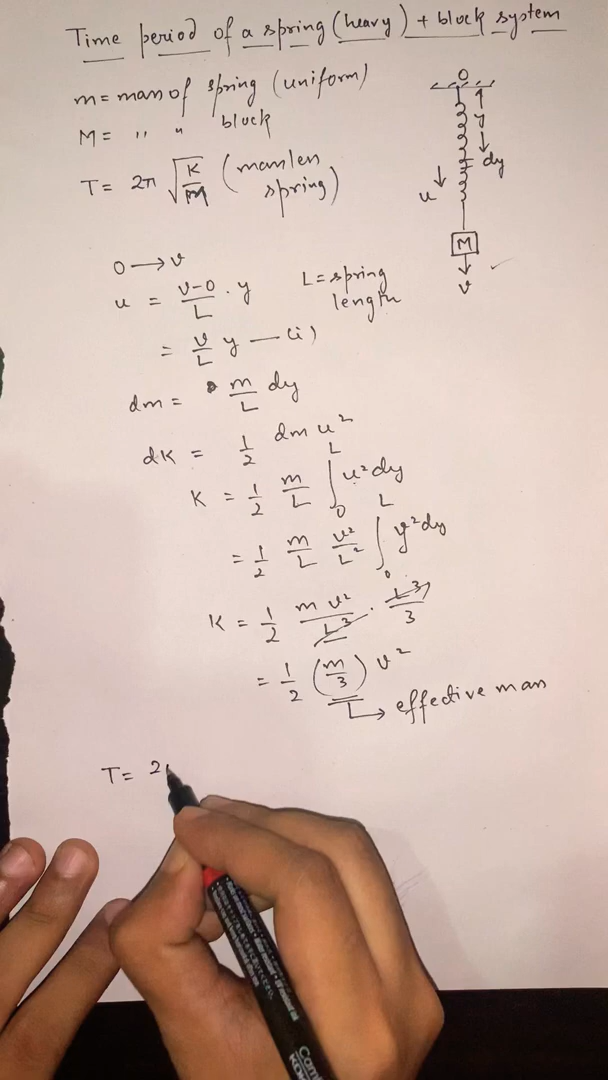 Time period of a spring (heavy) + block system
m = mass of spring (uniform)
M = " " block
T = 2π √(K/m) (massless spring)
O
y
dy
u
M
v
0 → v
u = (v-0)/L . y
L = spring length
= v/L y — (i)
dm = m/L dy
dK = 1/2 dm u²
K = 1/2 m/L ∫₀ᴸ u² dy
= 1/2 m/L v²/L² ∫₀ᴸ y² dy
K = 1/2 mv²/L³ . L³/3
= 1/2 (m/3) v²
→ effective mass
T = 2